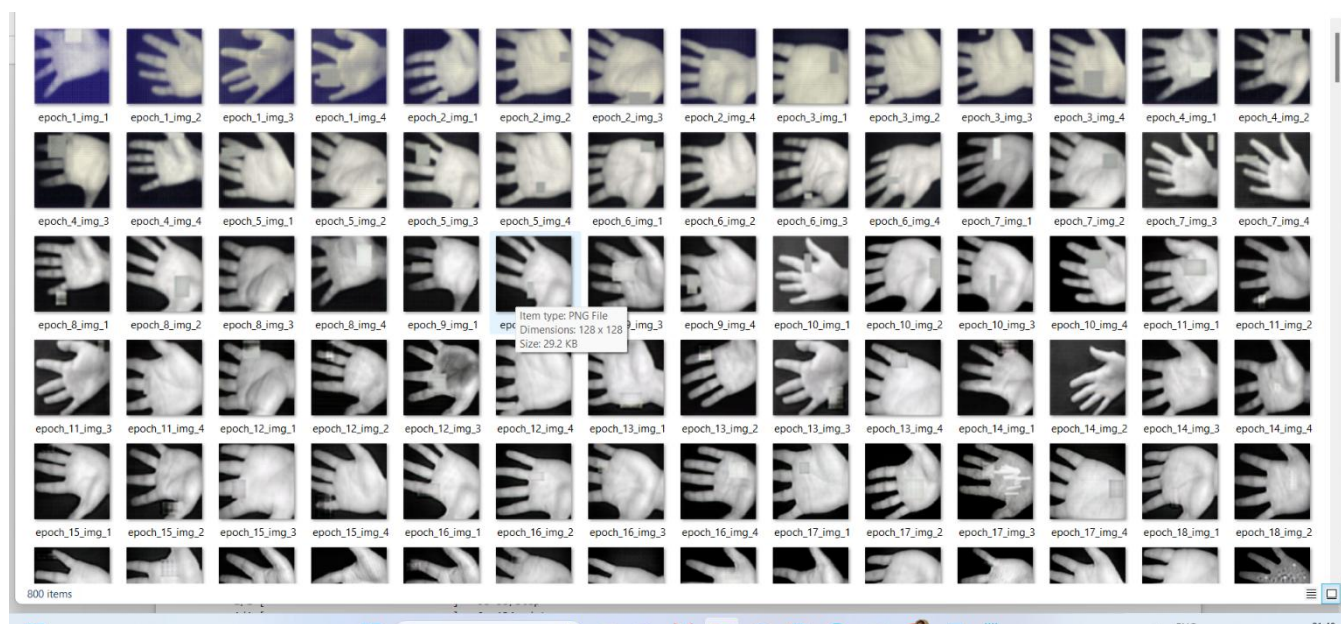 epoch_1_img_1 epoch_1_img_2 epoch_1_img_3 epoch_1_img_4 epoch_2_img_1 epoch_2_img_2 epoch_2_img_3 epoch_2_img_4 epoch_3_img_1 epoch_3_img_2 epoch_3_img_3 epoch_3_img_4 epoch_4_img_1 epoch_4_img_2
epoch_4_img_3 epoch_4_img_4 epoch_5_img_1 epoch_5_img_2 epoch_5_img_3 epoch_5_img_4 epoch_6_img_1 epoch_6_img_2 epoch_6_img_3 epoch_6_img_4 epoch_7_img_1 epoch_7_img_2 epoch_7_img_3 epoch_7_img_4
epoch_8_img_1 epoch_8_img_2 epoch_8_img_3 epoch_8_img_4 epoch_9_img_1 epoch_9_img_4 epoch_10_img_1 epoch_10_img_2 epoch_10_img_3 epoch_10_img_4 epoch_11_img_1 epoch_11_img_2
Item type: PNG File
Dimensions: 128 x 128
Size: 29.2 KB
epoch_11_img_3 epoch_11_img_4 epoch_12_img_1 epoch_12_img_2 epoch_12_img_3 epoch_12_img_4 epoch_13_img_1 epoch_13_img_2 epoch_13_img_3 epoch_13_img_4 epoch_14_img_1 epoch_14_img_2 epoch_14_img_3 epoch_14_img_4
epoch_15_img_1 epoch_15_img_2 epoch_15_img_3 epoch_15_img_4 epoch_16_img_1 epoch_16_img_2 epoch_16_img_3 epoch_16_img_4 epoch_17_img_1 epoch_17_img_2 epoch_17_img_3 epoch_17_img_4 epoch_18_img_1 epoch_18_img_2
800 items